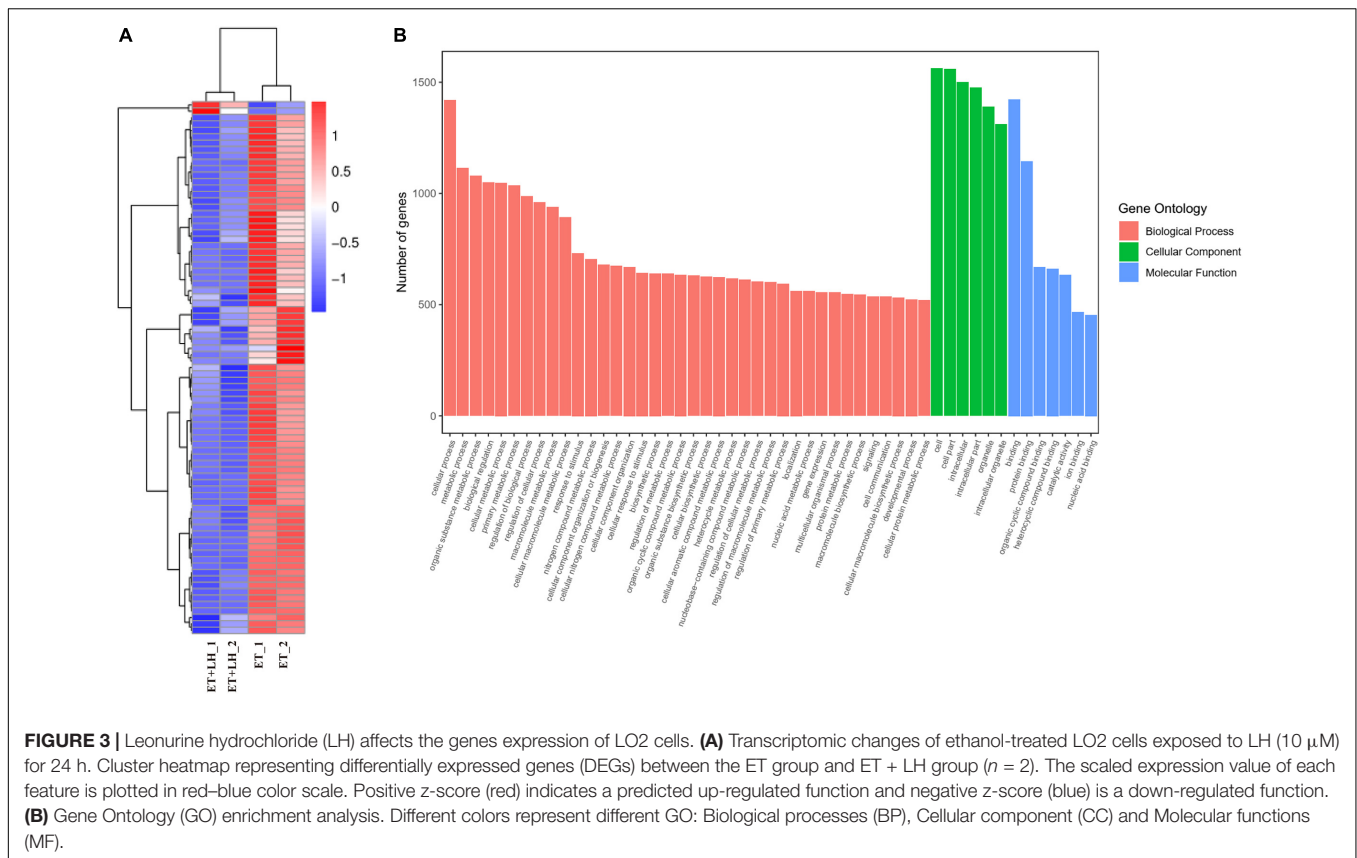 A
B
1
0.5
0
−0.5
−1
ET+LH_1
ET+LH_2
ET_1
ET_2
Number of genes
1500
1000
500
0
cellular process
metabolic process
organic substance metabolic process
biological regulation
cellular metabolic process
primary metabolic process
regulation of biological process
regulation of cellular process
macromolecule metabolic process
cellular macromolecule metabolic process
response to stimulus
nitrogen compound metabolic process
cellular component organization or biogenesis
cellular nitrogen compound metabolic process
cellular component organization
cellular response to stimulus
biosynthetic process
regulation of metabolic process
organic cyclic compound metabolic process
organic substance biosynthetic process
cellular biosynthetic process
heterocycle metabolic process
cellular aromatic compound metabolic process
nucleobase-containing compound metabolic process
regulation of cellular metabolic process
regulation of macromolecule metabolic process
regulation of primary metabolic process
localization
nucleic acid metabolic process
gene expression
multicellular organismal process
protein metabolic process
macromolecule biosynthetic process
signaling
cell communication
cellular macromolecule biosynthetic process
developmental process
cellular protein metabolic process
cell
cell part
intracellular
intracellular part
organelle
intracellular organelle
binding
protein binding
organic cyclic compound binding
heterocyclic compound binding
catalytic activity
ion binding
nucleic acid binding
Gene Ontology
Biological Process
Cellular Component
Molecular Function
FIGURE 3 | Leonurine hydrochloride (LH) affects the genes expression of LO2 cells. (A) Transcriptomic changes of ethanol-treated LO2 cells exposed to LH (10 μM)
for 24 h. Cluster heatmap representing differentially expressed genes (DEGs) between the ET group and ET + LH group (n = 2). The scaled expression value of each
feature is plotted in red–blue color scale. Positive z-score (red) indicates a predicted up-regulated function and negative z-score (blue) is a down-regulated function.
(B) Gene Ontology (GO) enrichment analysis. Different colors represent different GO: Biological processes (BP), Cellular component (CC) and Molecular functions
(MF).